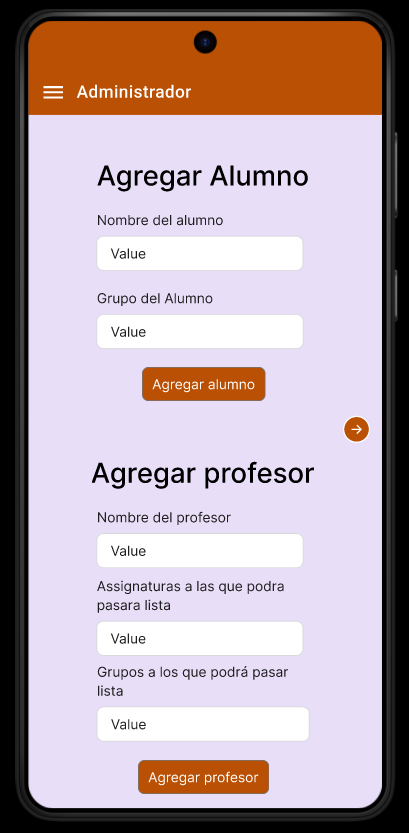 Administrador
Agregar Alumno
Nombre del alumno
Value
Grupo del Alumno
Value
Agregar alumno
Agregar profesor
Nombre del profesor
Value
Assignaturas a las que podra
pasara lista
Value
Grupos a los que podrá pasar
lista
Value
Agregar profesor